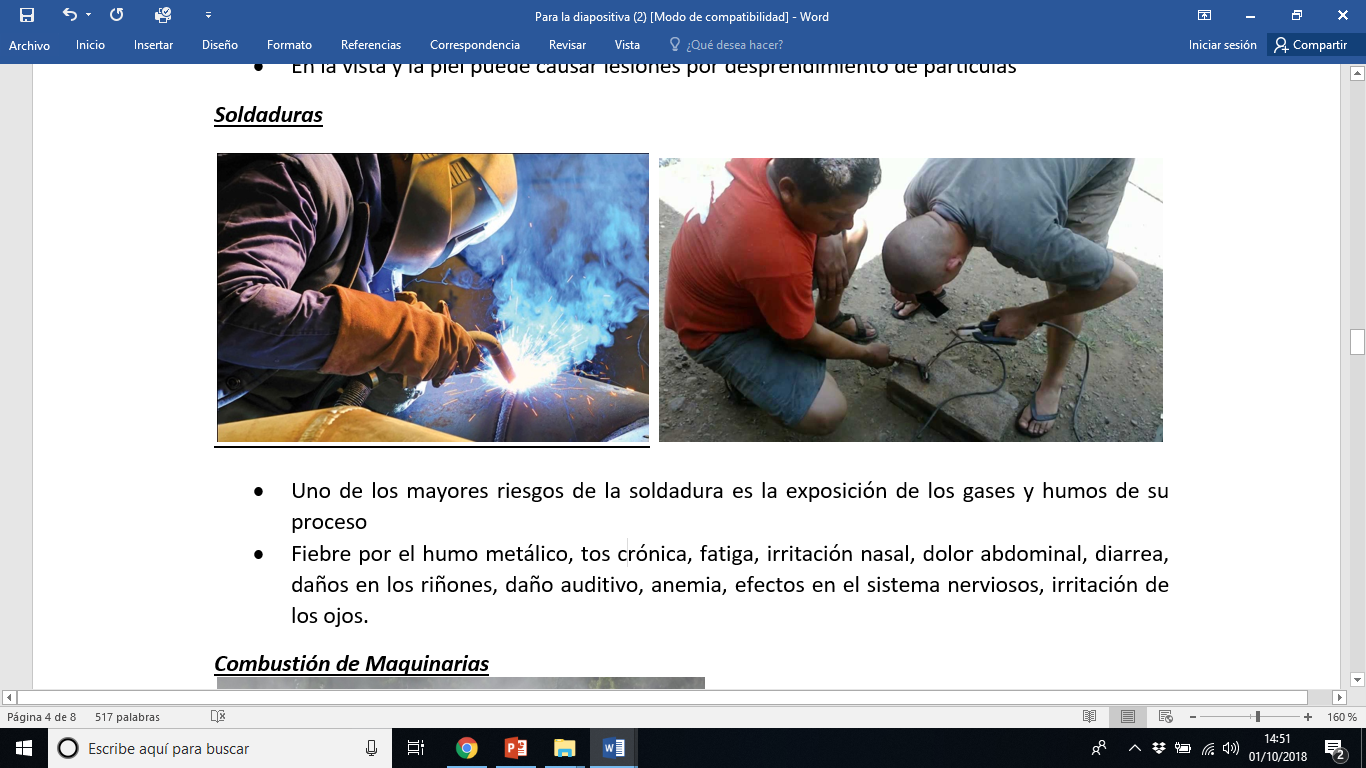 Para la diapositiva (2) [Modo de compatibilidad] - Word
Archivo Inicio Insertar Diseño Formato Referencias Correspondencia Revisar Vista ¿Qué desea hacer? Iniciar sesión Compartir
• En la vista y la piel puede causar lesiones por desprendimiento de partículas
Soldaduras
• Uno de los mayores riesgos de la soldadura es la exposición de los gases y humos de su
proceso
• Fiebre por el humo metálico, tos crónica, fatiga, irritación nasal, dolor abdominal, diarrea,
daños en los riñones, daño auditivo, anemia, efectos en el sistema nerviosos, irritación de
los ojos.
Combustión de Maquinarias
Página 4 de 8 517 palabras 160 %
Escribe aquí para buscar
14:51
01/10/2018
2